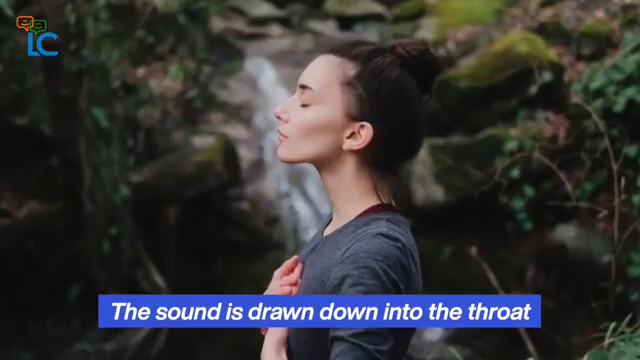 LC
The sound is drawn down into the throat